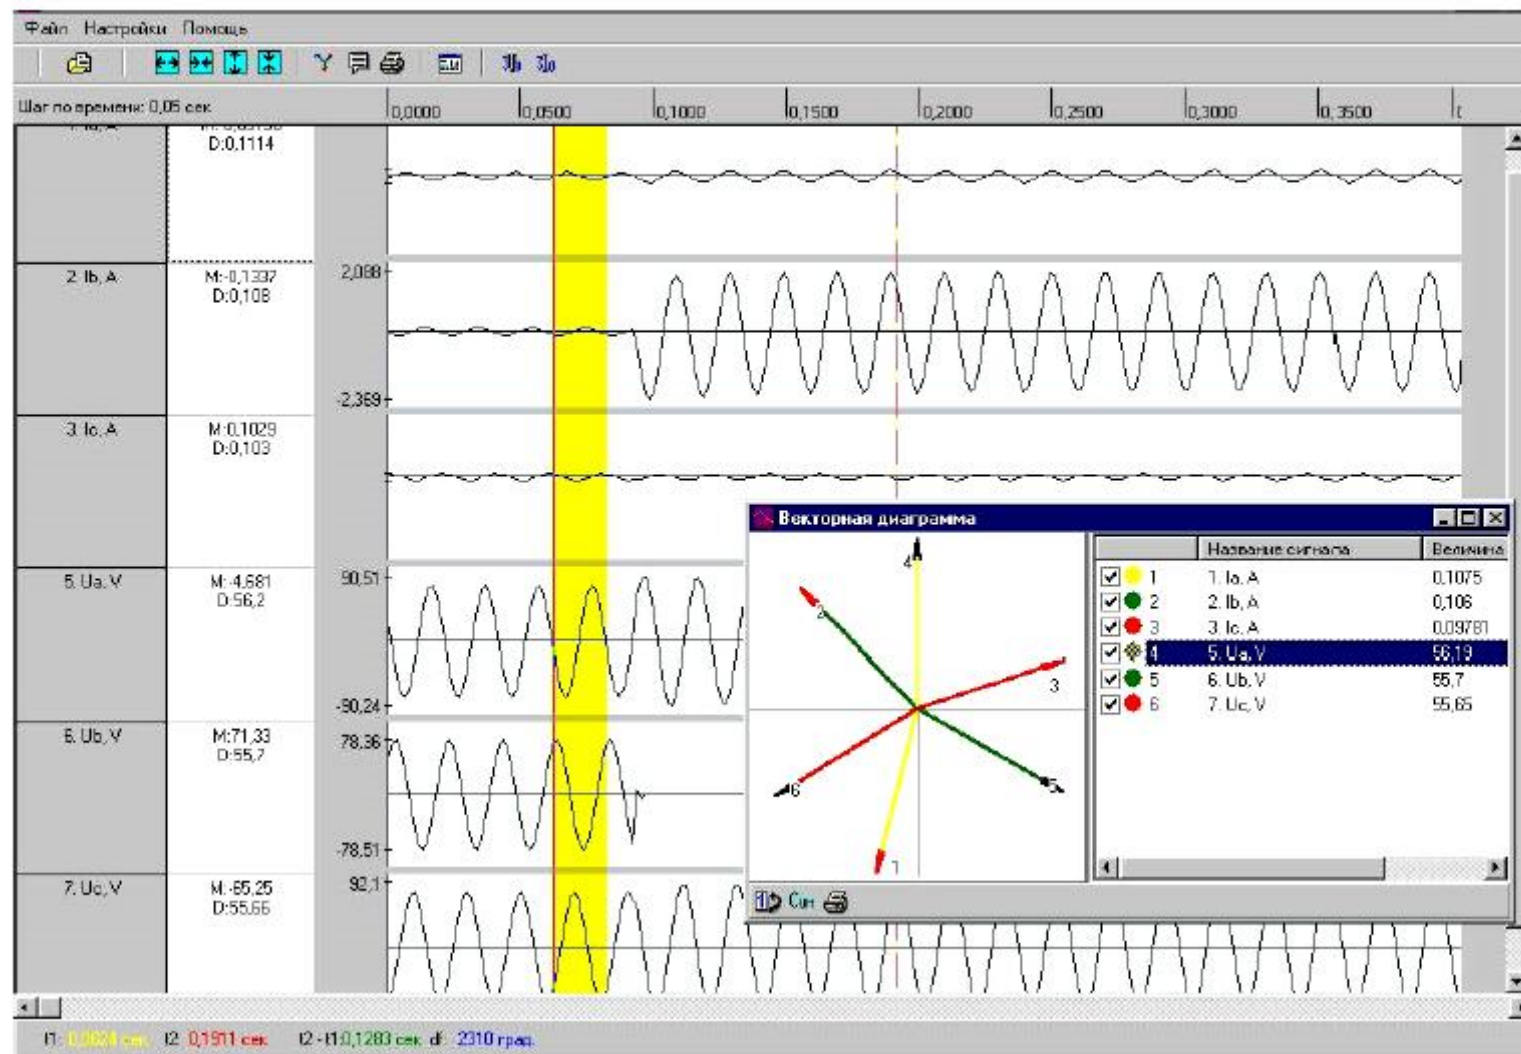 Файл Настройки Помощь
Шаг по времени: 0,05 сек
0,0000 0,0500 0,1000 0,1500 0,2000 0,2500 0,3000 0,3500
D:0,1114
2. Ib, A
M:-0,1337
D:0,108
2,088
-2,369
3. Ic, A
M:0,1029
D:0,103
5. Ua, V
M:-4,681
D:56,2
90,51
-90,24
6. Ub, V
M:71,33
D:55,7
78,36
-78,51
7. Uc, V
M:-65,25
D:55,66
92,1
Векторная диаграмма
Название сигнала Величина
1 1. Ia, A 0,1075
2 2. Ib, A 0,106
3 3. Ic, A 0,09781
4 5. Ua, V 56,19
5 6. Ub, V 55,7
6 7. Uc, V 55,65
4
2
3
6
5
1
Син
t1: 0,0628 сек t2: 0,1911 сек t2-t1:0,1283 сек df: 2310 град.